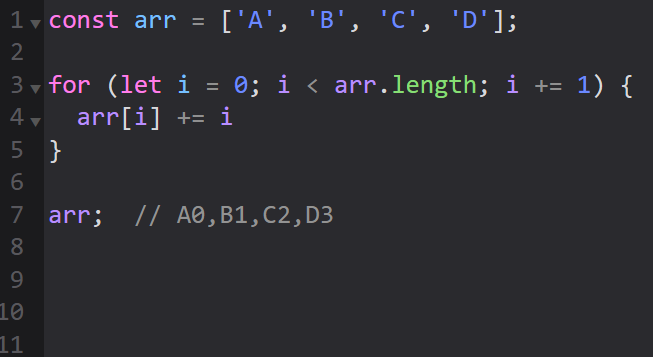 1 const arr = ['A', 'B', 'C', 'D'];
2
3 for (let i = 0; i < arr.length; i += 1) {
4   arr[i] += i
5 }
6
7 arr;  // A0,B1,C2,D3
8
9
10
11